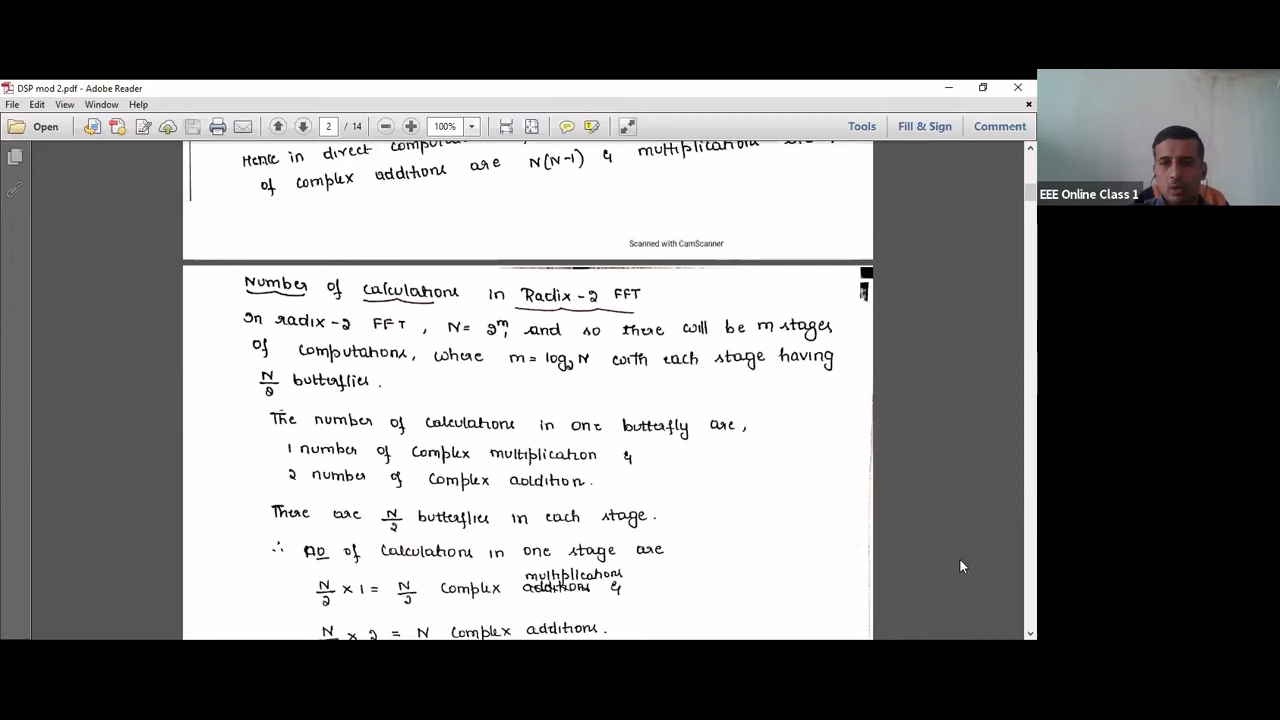 DSP mod 2.pdf - Adobe Reader
File Edit View Window Help
Open 2 / 14 100% Tools Fill & Sign Comment
Hence in direct
of complex additions are N(N-1) & multiplications
Scanned with CamScanner
EEE Online Class 1
Number of calculations in Radix-2 FFT
In radix-2 FFT, N = 2^m, and so there will be m stages
of computations, where m = log₂N with each stage having
N/2 butterflies.
The number of calculations in one butterfly are,
1 number of complex multiplication &
2 number of complex addition.
There are N/2 butterflies in each stage.
∴ no of calculations in one stage are
multiplications
N/2 × 1 = N/2 complex additions &
N/ × 2 = N complex additions.